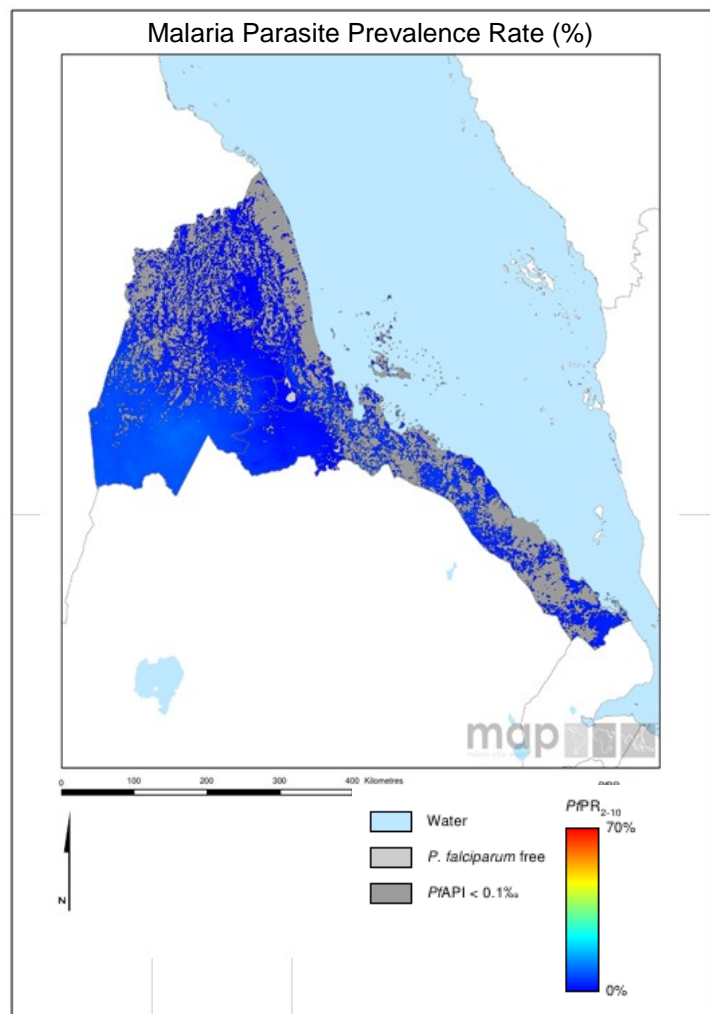 Malaria Parasite Prevalence Rate (%)
map
0 100 200 300 400 Kilometres
Water
P. falciparum free
PfAPI < 0.1‰
N
PfPR2-10
70%
0%